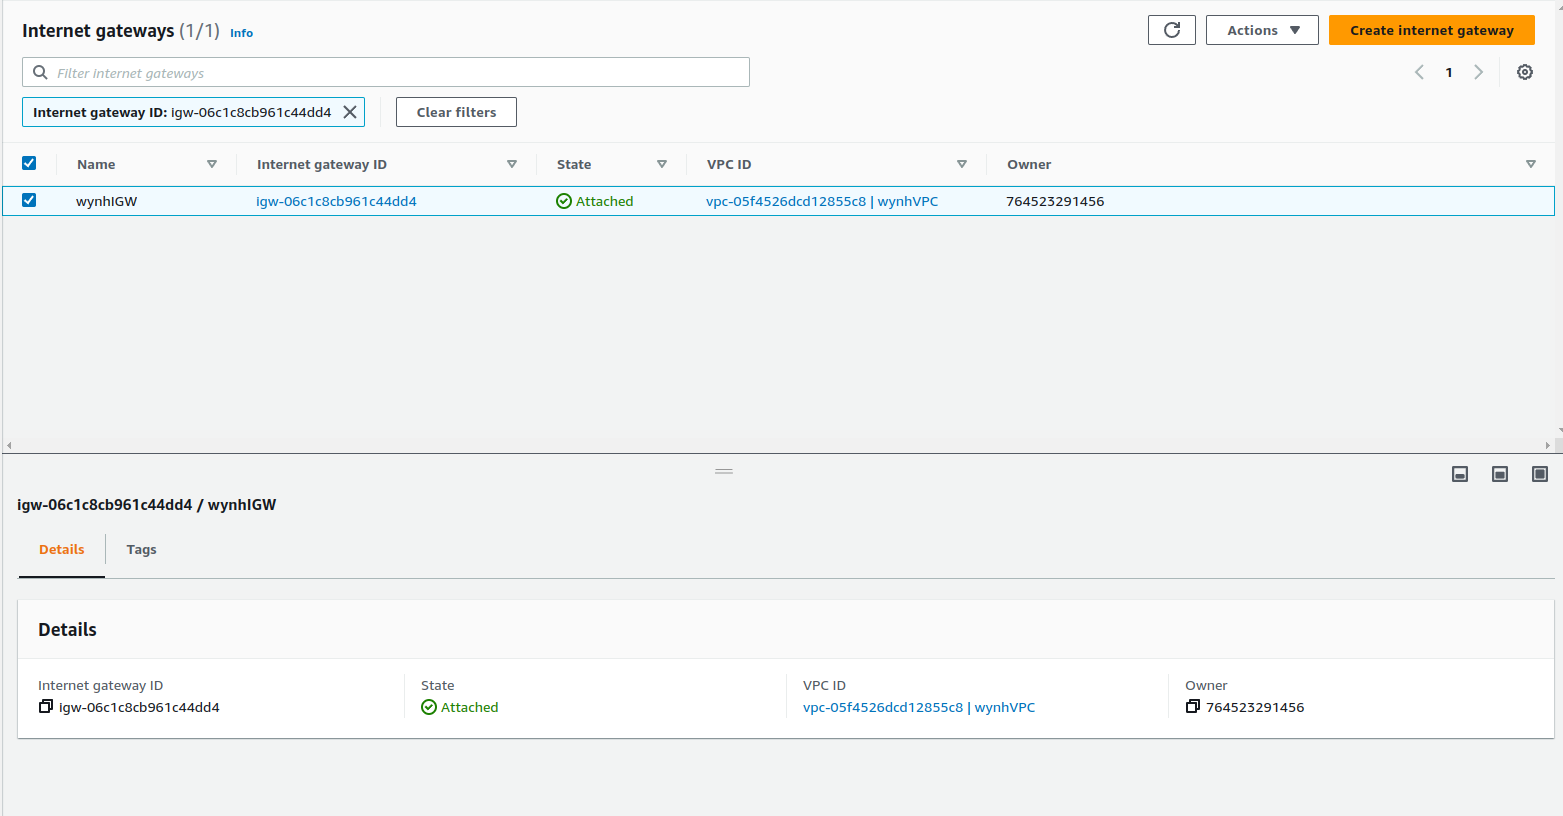 Internet gateways (1/1) Info
Actions
Create internet gateway
Filter internet gateways
1
Internet gateway ID: igw-06c1c8cb961c44dd4
Clear filters
Name Internet gateway ID State VPC ID Owner
wynhIGW igw-06c1c8cb961c44dd4 Attached vpc-05f4526dcd12855c8 | wynhVPC 764523291456
igw-06c1c8cb961c44dd4 / wynhIGW
Details Tags
Details
Internet gateway ID State VPC ID Owner
igw-06c1c8cb961c44dd4 Attached vpc-05f4526dcd12855c8 | wynhVPC 764523291456